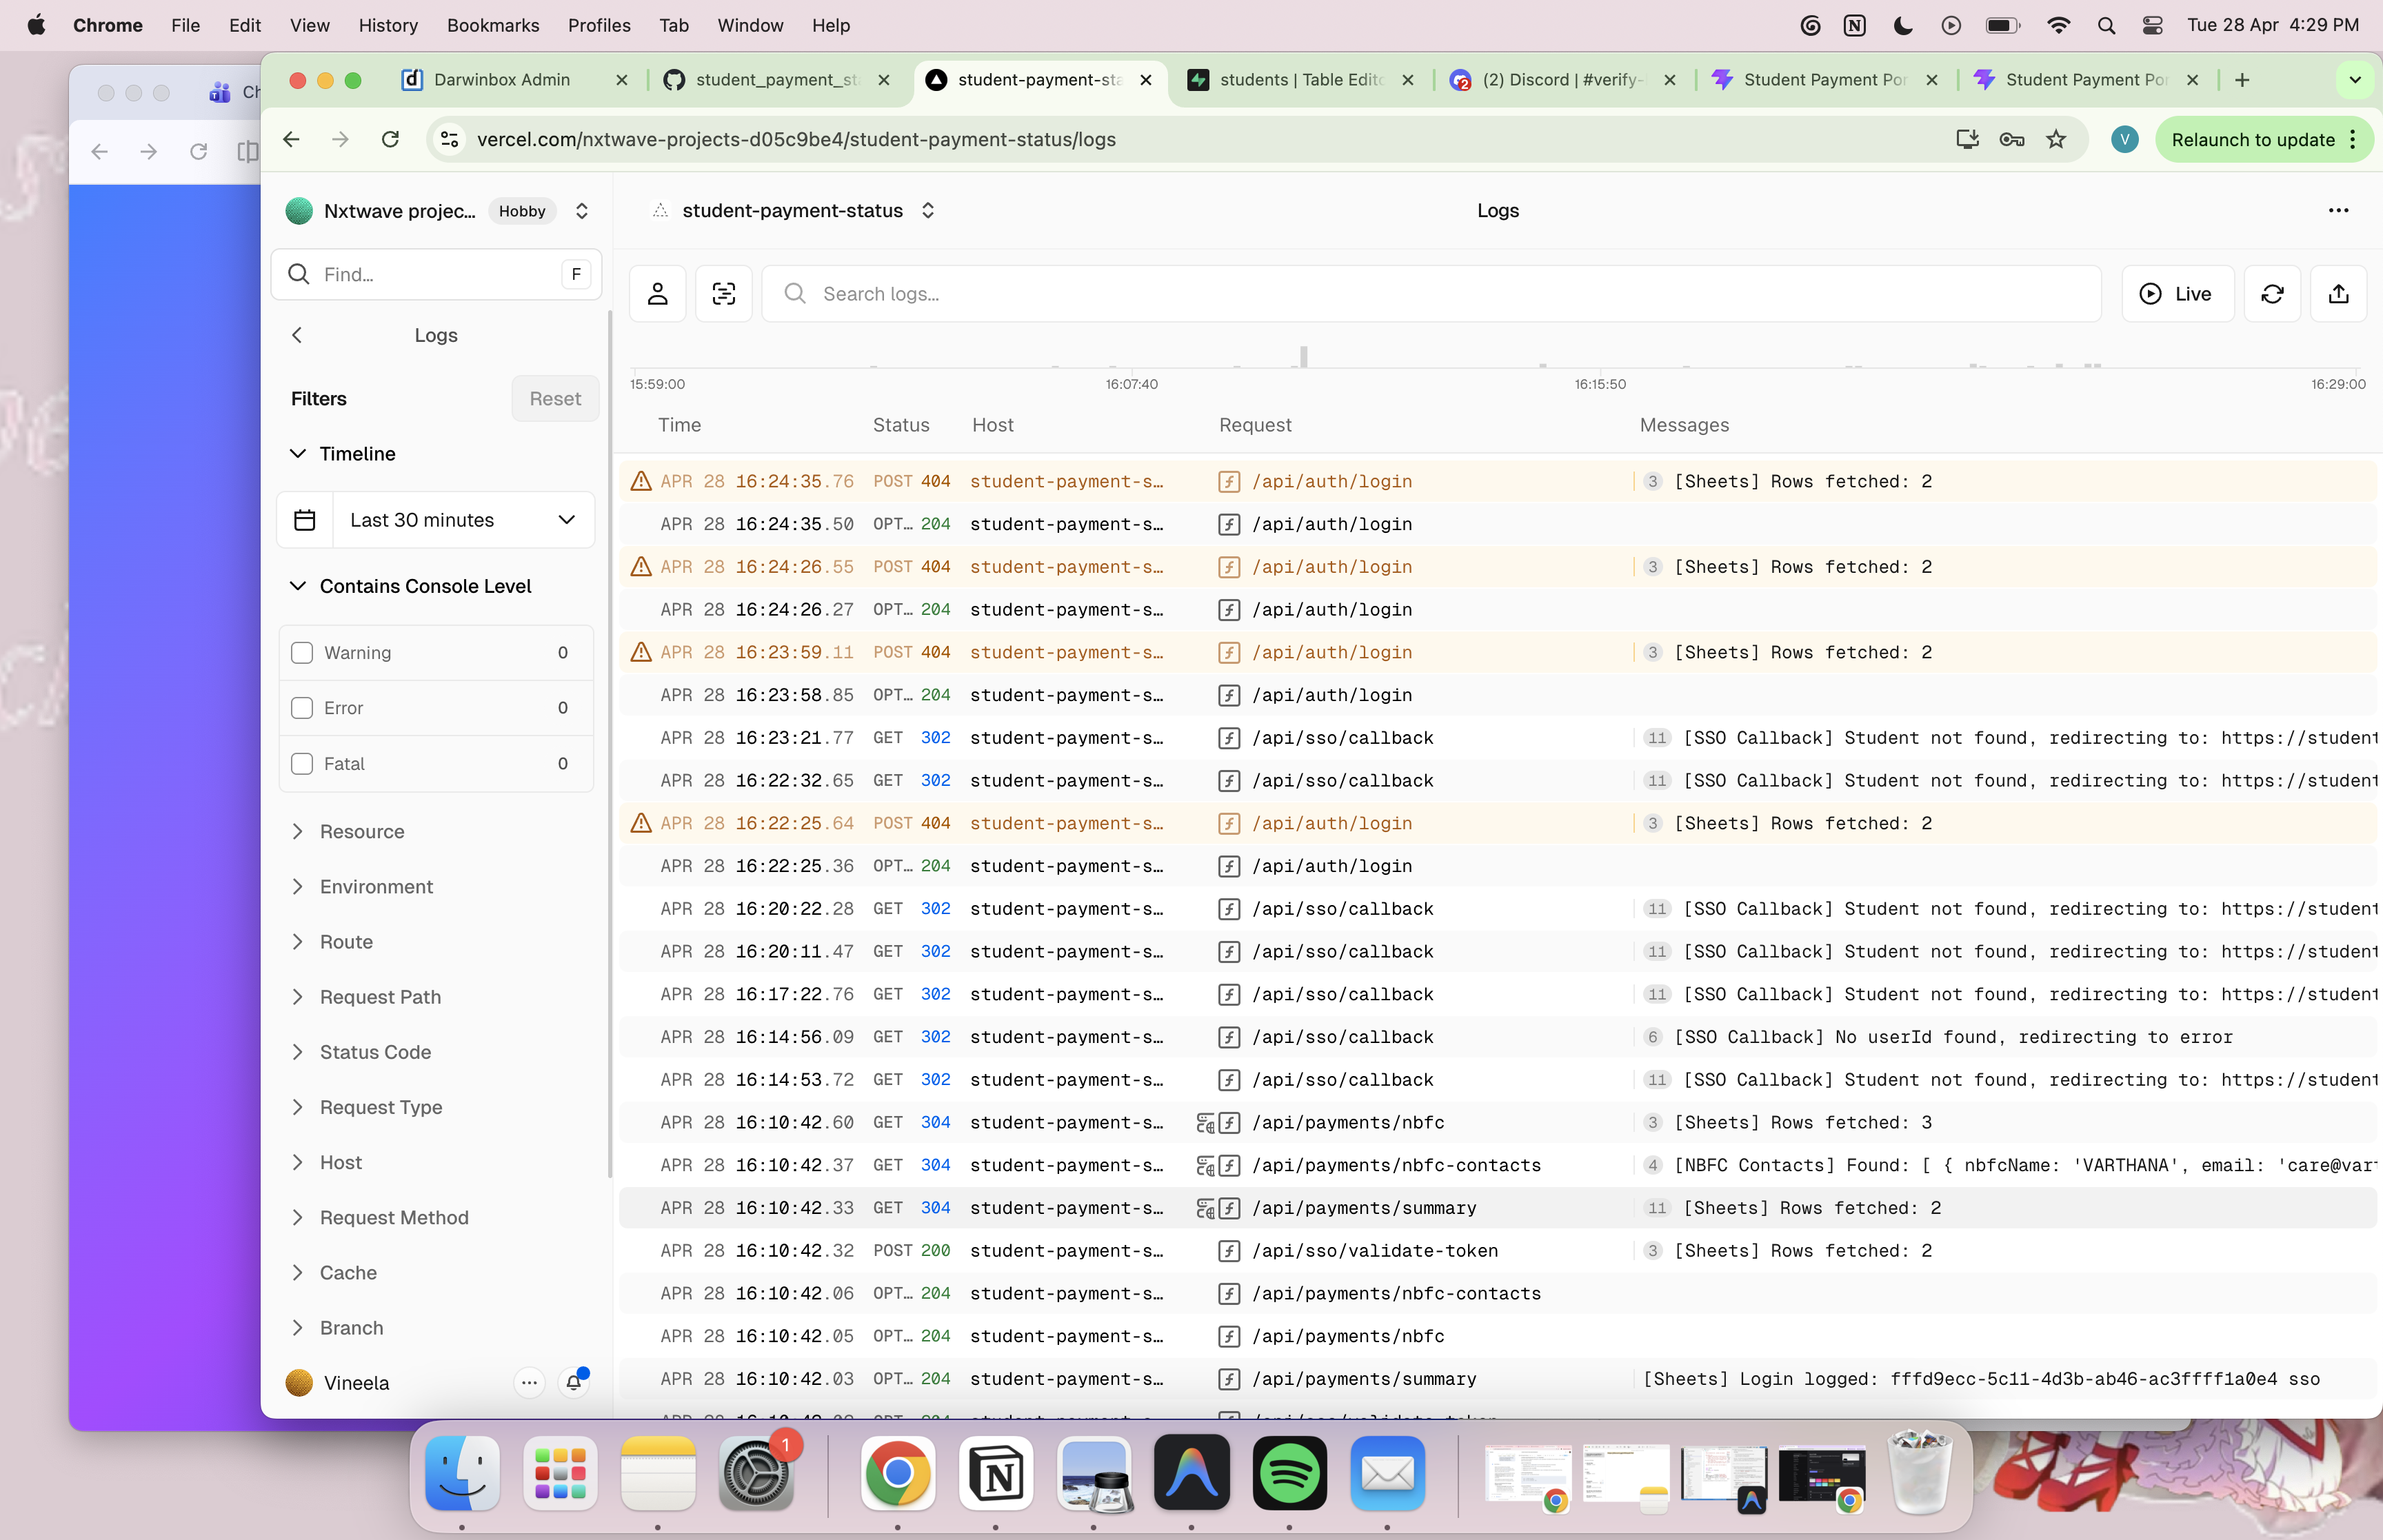 Chrome File Edit View History Bookmarks Profiles Tab Window Help Tue 28 Apr 4:29 PM
Ch
Darwinbox Admin student_payment_sta student-payment-sta students | Table Edito (2) Discord | #verify- Student Payment Por Student Payment Por
vercel.com/nxtwave-projects-d05c9be4/student-payment-status/logs V Relaunch to update
Nxtwave projec... Hobby student-payment-status Logs
Find... F Search logs... Live
Logs
15:59:00 16:07:40 16:15:50 16:29:00
Filters Reset
Time Status Host Request Messages
Timeline
Last 30 minutes
Contains Console Level
Warning 0
Error 0
Fatal 0
Resource
Environment
Route
Request Path
Status Code
Request Type
Host
Request Method
Cache
Branch
Vineela
APR 28 16:24:35.76 POST 404 student-payment-s... /api/auth/login 3 [Sheets] Rows fetched: 2
APR 28 16:24:35.50 OPT... 204 student-payment-s... /api/auth/login
APR 28 16:24:26.55 POST 404 student-payment-s... /api/auth/login 3 [Sheets] Rows fetched: 2
APR 28 16:24:26.27 OPT... 204 student-payment-s... /api/auth/login
APR 28 16:23:59.11 POST 404 student-payment-s... /api/auth/login 3 [Sheets] Rows fetched: 2
APR 28 16:23:58.85 OPT... 204 student-payment-s... /api/auth/login
APR 28 16:23:21.77 GET 302 student-payment-s... /api/sso/callback 11 [SSO Callback] Student not found, redirecting to: https://student
APR 28 16:22:32.65 GET 302 student-payment-s... /api/sso/callback 11 [SSO Callback] Student not found, redirecting to: https://student
APR 28 16:22:25.64 POST 404 student-payment-s... /api/auth/login 3 [Sheets] Rows fetched: 2
APR 28 16:22:25.36 OPT... 204 student-payment-s... /api/auth/login
APR 28 16:20:22.28 GET 302 student-payment-s... /api/sso/callback 11 [SSO Callback] Student not found, redirecting to: https://student
APR 28 16:20:11.47 GET 302 student-payment-s... /api/sso/callback 11 [SSO Callback] Student not found, redirecting to: https://student
APR 28 16:17:22.76 GET 302 student-payment-s... /api/sso/callback 11 [SSO Callback] Student not found, redirecting to: https://student
APR 28 16:14:56.09 GET 302 student-payment-s... /api/sso/callback 6 [SSO Callback] No userId found, redirecting to error
APR 28 16:14:53.72 GET 302 student-payment-s... /api/sso/callback 11 [SSO Callback] Student not found, redirecting to: https://student
APR 28 16:10:42.60 GET 304 student-payment-s... /api/payments/nbfc 3 [Sheets] Rows fetched: 3
APR 28 16:10:42.37 GET 304 student-payment-s... /api/payments/nbfc-contacts 4 [NBFC Contacts] Found: [ { nbfcName: 'VARTHANA', email: 'care@var
APR 28 16:10:42.33 GET 304 student-payment-s... /api/payments/summary 11 [Sheets] Rows fetched: 2
APR 28 16:10:42.32 POST 200 student-payment-s... /api/sso/validate-token 3 [Sheets] Rows fetched: 2
APR 28 16:10:42.06 OPT... 204 student-payment-s... /api/payments/nbfc-contacts
APR 28 16:10:42.05 OPT... 204 student-payment-s... /api/payments/nbfc
APR 28 16:10:42.03 OPT... 204 student-payment-s... /api/payments/summary [Sheets] Login logged: fffd9ecc-5c11-4d3b-ab46-ac3ffff1a0e4 sso
1